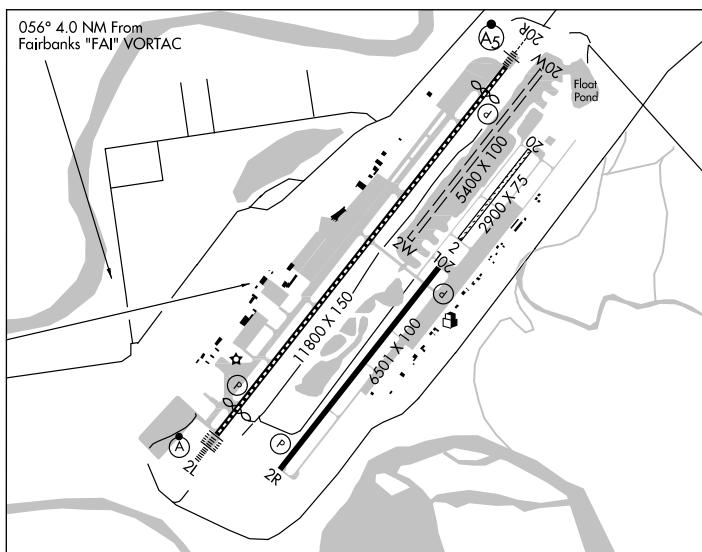 056° 4.0 NM From
Fairbanks "FAI" VORTAC
A5
20R
20W
Float
Pond
P
5400 X 100
20
2900 X 75
2W
2
20L
P
11800 X 150
6501 X 100
P
A
P
2L
2R